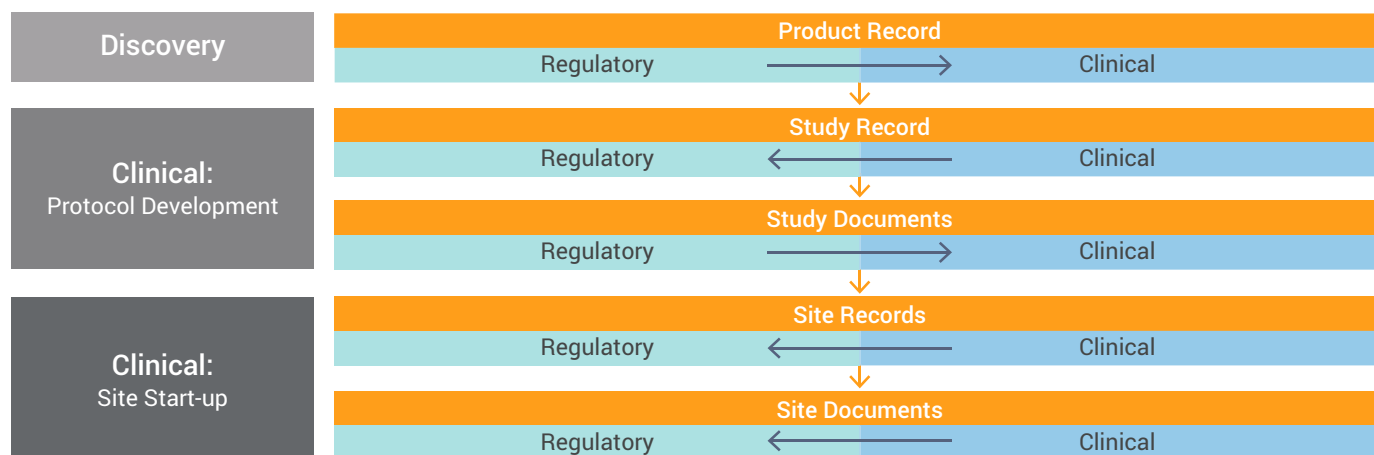 Discovery
Product Record
Regulatory
Clinical
Clinical:
Protocol Development
Study Record
Regulatory
Clinical
Study Documents
Regulatory
Clinical
Clinical:
Site Start-up
Site Records
Regulatory
Clinical
Site Documents
Regulatory
Clinical